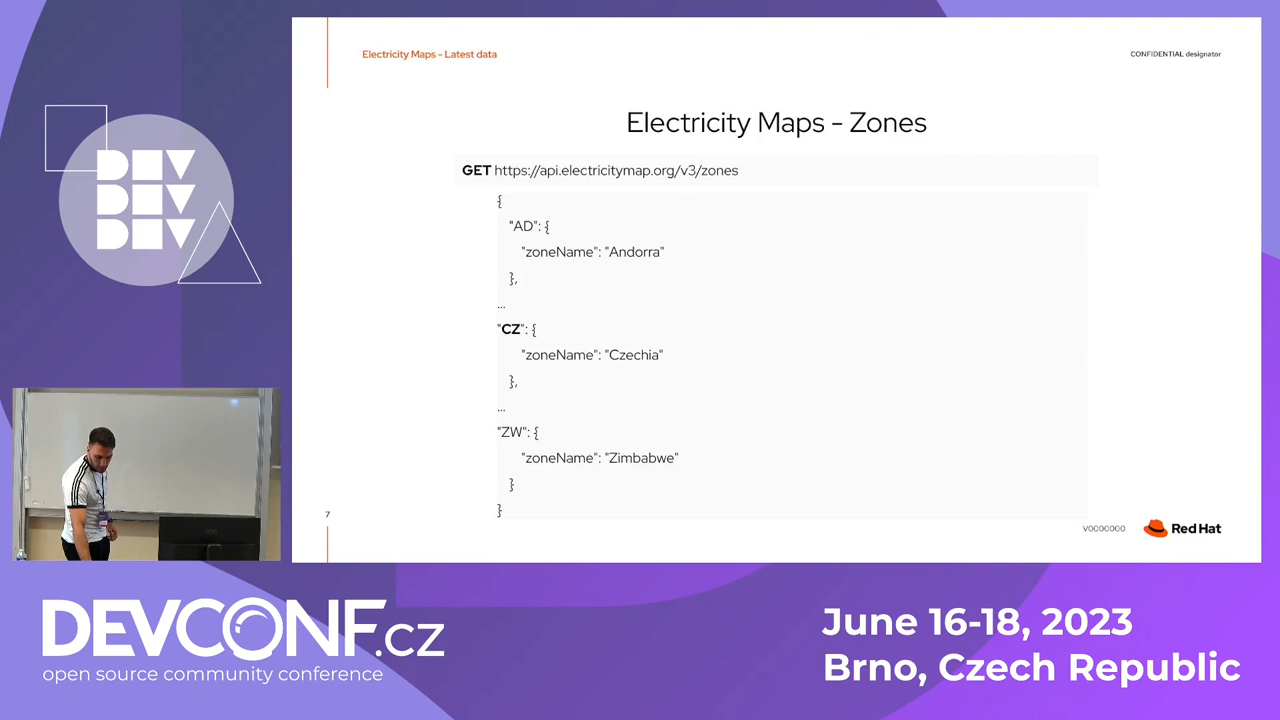 Electricity Maps - Latest data
CONFIDENTIAL designator
Electricity Maps - Zones
GET https://api.electricitymap.org/v3/zones
{
"AD": {
"zoneName": "Andorra"
},
...
"CZ": {
"zoneName": "Czechia"
},
...
"ZW": {
"zoneName": "Zimbabwe"
}
}
7
V0000000
Red Hat
DEV
DEV
DEV
DEVCONF.cz
open source community conference
June 16-18, 2023
Brno, Czech Republic